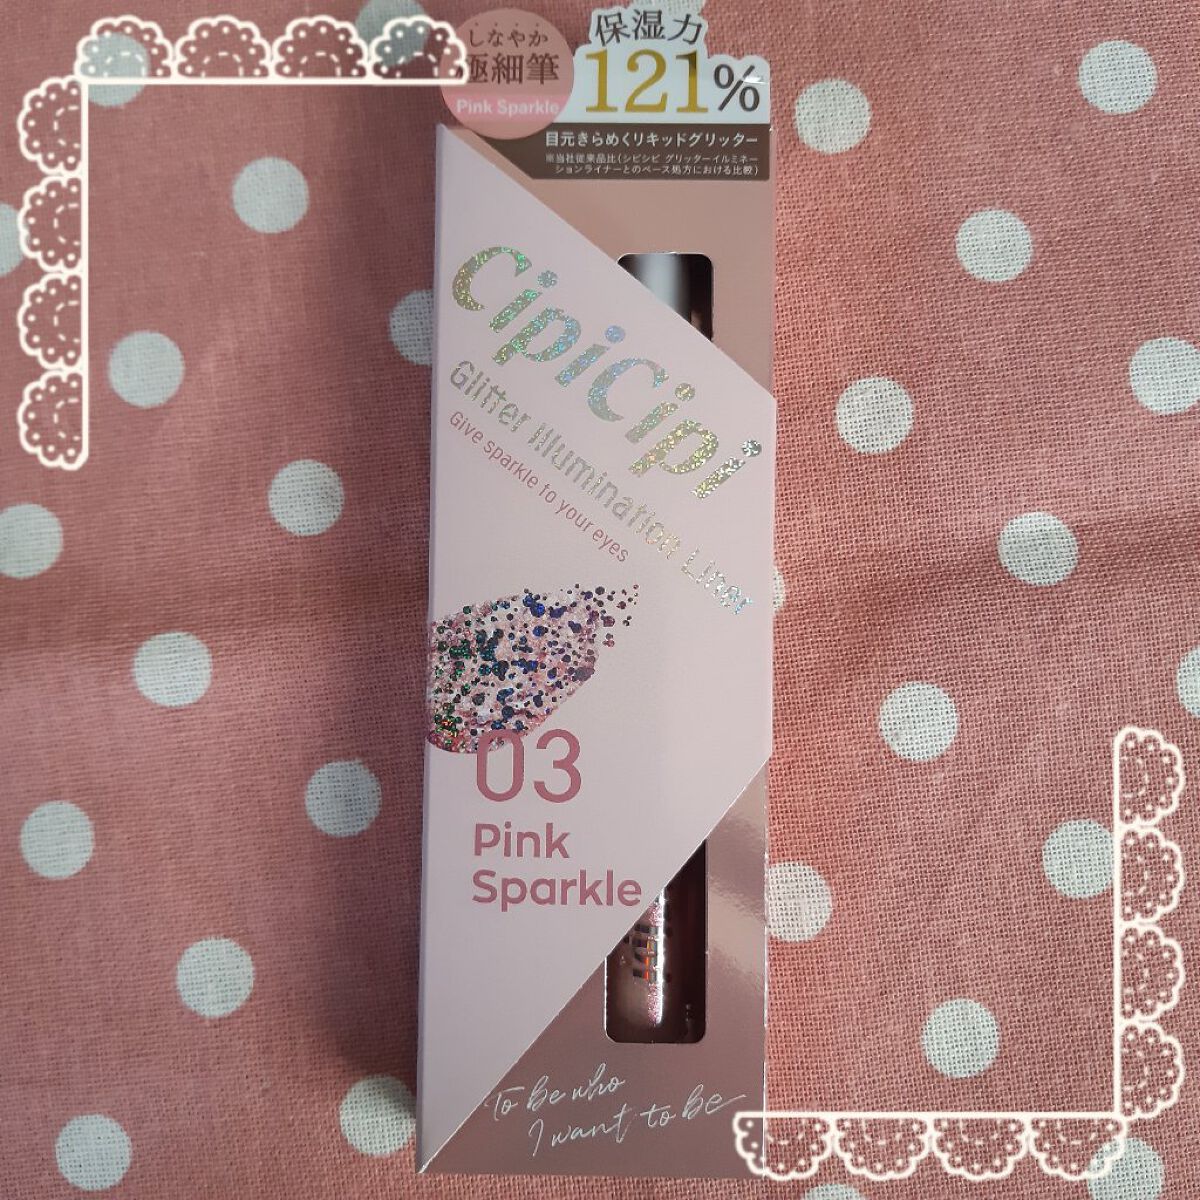 しなやか
極細筆
Pink Sparkle
保湿力
121%
目元きらめくリキッドグリッター
※当社従来品比(シピシピ グリッターイルミネー
ションライナーとのベース処方における比較)
CipiCipi
Glitter Illumination Liner
Give sparkle to your eyes
03
Pink
Sparkle
To be who
I want to be